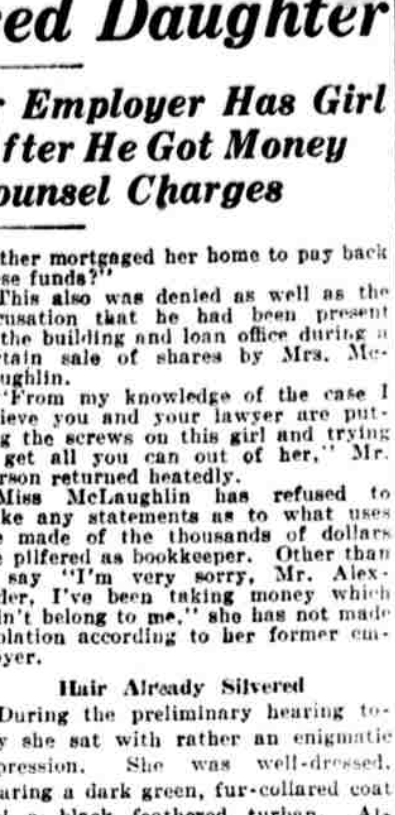 ed Daughter
r Employer Has Girl
fter He Got Money
ounsel Charges
ther mortgaged her home to pay back
se funds?"
This also was denied as well as the
usation that he had been present
the building and loan office during a
tain sale of shares by Mrs. Mc-
ughlin.
"From my knowledge of the case I
ieve you and your lawyer are put-
g the screws on this girl and trying
get all you can out of her," Mr.
rson returned heatedly.
Miss McLaughlin has refused to
ke any statements as to what uses
e made of the thousands of dollars
e pilfered as bookkeeper. Other than
say "I'm very sorry, Mr. Alex-
der, I've been taking money which
n't belong to me," she has not made
olation according to her former em-
yer.
Hair Already Silvered
During the preliminary hearing to-
y she sat with rather an enigmatic
pression. She was well-dressed,
aring a dark green, fur-collared coat
a black feathered turban. Al-